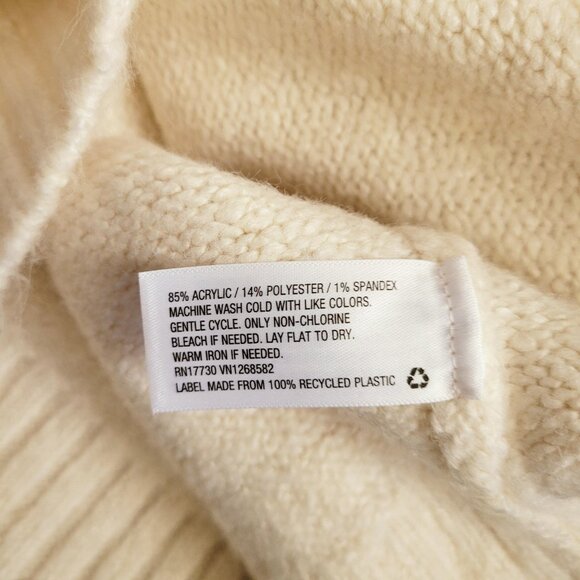 85% ACRYLIC / 14% POLYESTER / 1% SPANDEX
MACHINE WASH COLD WITH LIKE COLORS.
GENTLE CYCLE. ONLY NON-CHLORINE
BLEACH IF NEEDED. LAY FLAT TO DRY.
WARM IRON IF NEEDED.
RN17730 VN1268582
LABEL MADE FROM 100% RECYCLED PLASTIC